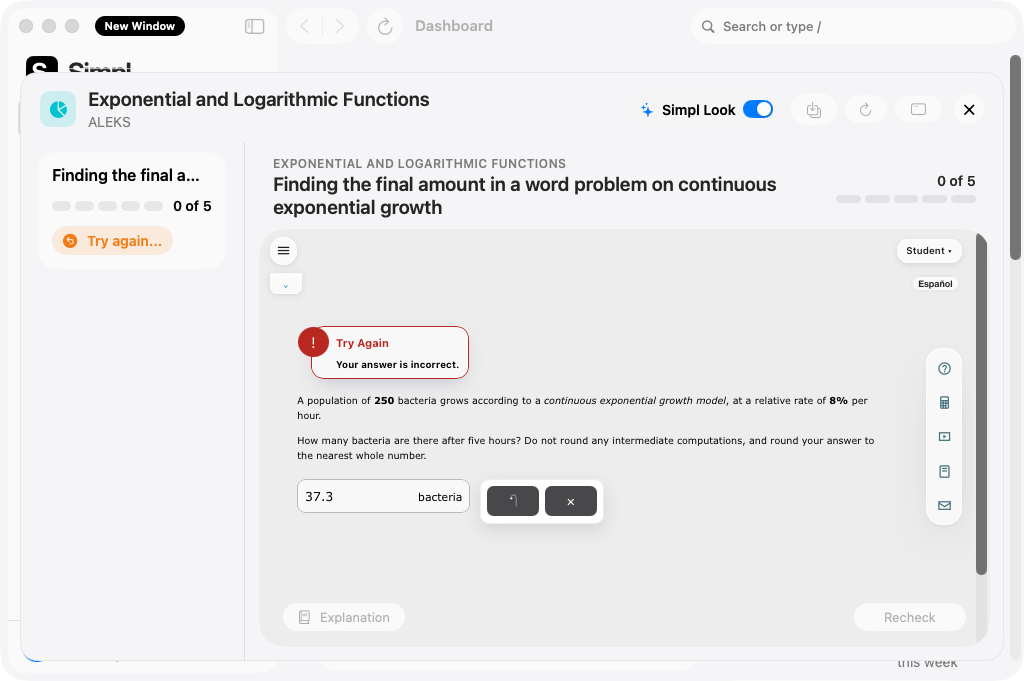 New Window
Dashboard
Search or type /
Simpl
Exponential and Logarithmic Functions
ALEKS
Simpl Look
Finding the final a...
0 of 5
Try again...
EXPONENTIAL AND LOGARITHMIC FUNCTIONS
Finding the final amount in a word problem on continuous
exponential growth
0 of 5
Student
Español
Try Again
Your answer is incorrect.
A population of 250 bacteria grows according to a continuous exponential growth model, at a relative rate of 8% per
hour.
How many bacteria are there after five hours? Do not round any intermediate computations, and round your answer to
the nearest whole number.
37.3 bacteria
Explanation
Recheck
this week